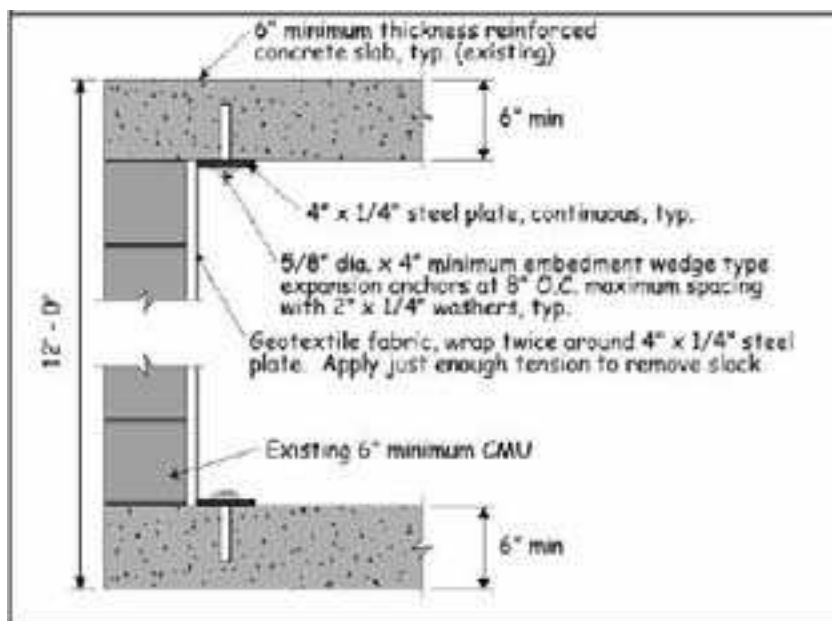 6" minimum thickness reinforced
concrete slab, typ. (existing)
6" min
4" x 1/4" steel plate, continuous, typ.
5/8" dia. x 4" minimum embedment wedge type
expansion anchors at 8" O.C. maximum spacing
with 2" x 1/4" washers, typ.
12' - 0"
Geotextile fabric, wrap twice around 4" x 1/4" steel
plate. Apply just enough tension to remove slack
Existing 6" minimum CMU
6" min